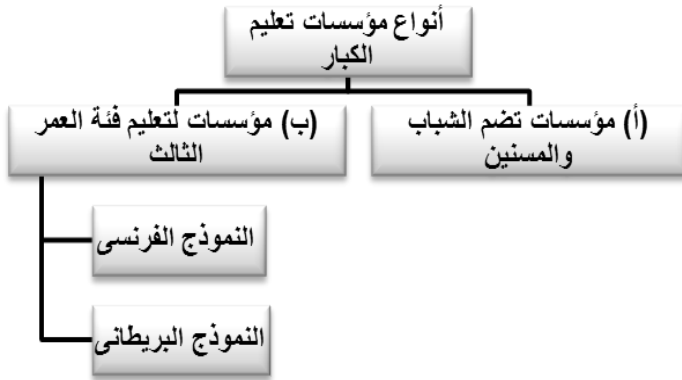 أنواع مؤسسات تعليم
الكبار
(أ) مؤسسات تضم الشباب
والمسنين
(ب) مؤسسات لتعليم فئة العمر
الثالث
النموذج الفرنسى
النموذج البريطانى